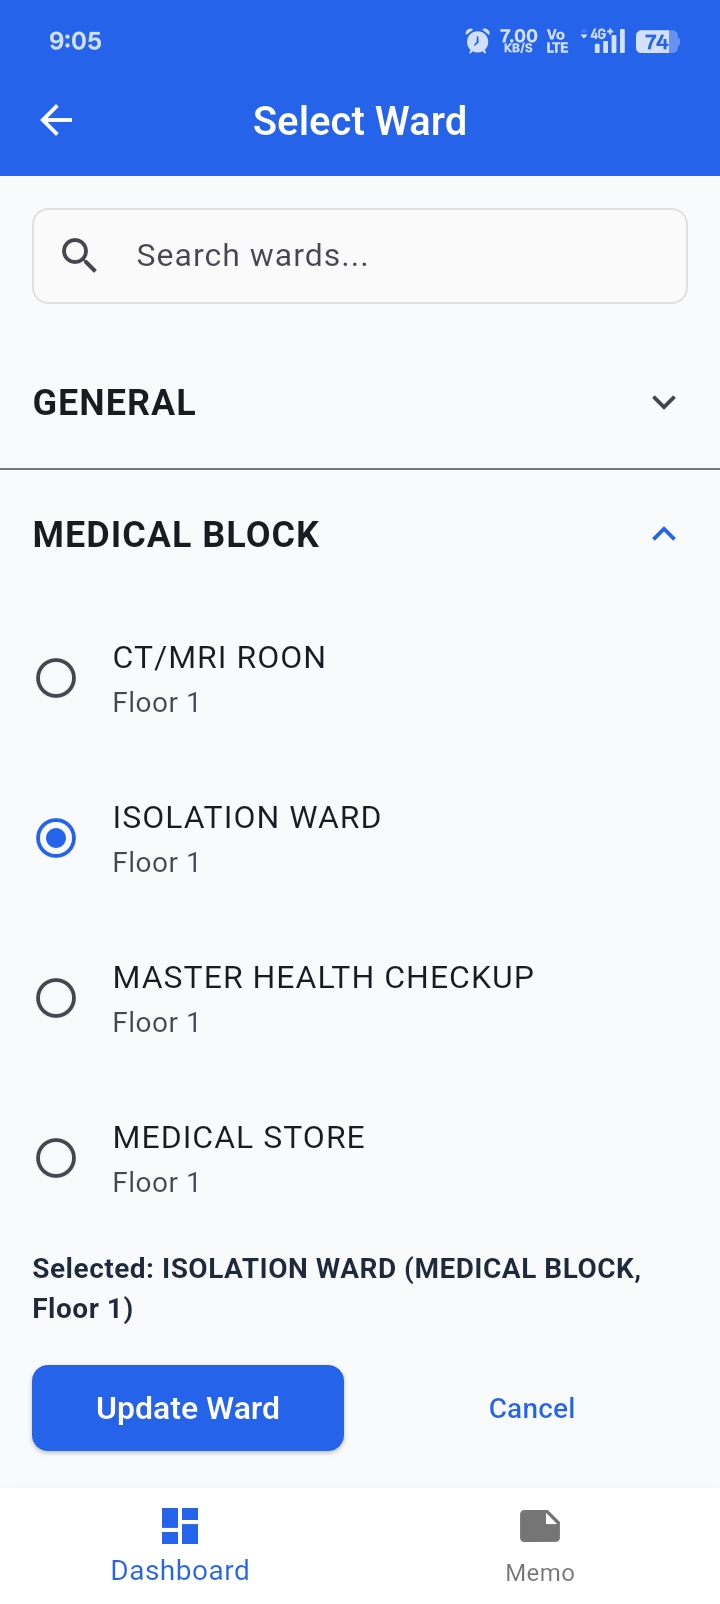 9:05
7.00 KB/S Vo LTE 4G+ 74
Select Ward
Search wards...
GENERAL
MEDICAL BLOCK
CT/MRI ROON
Floor 1
ISOLATION WARD
Floor 1
MASTER HEALTH CHECKUP
Floor 1
MEDICAL STORE
Floor 1
Selected: ISOLATION WARD (MEDICAL BLOCK,
Floor 1)
Update Ward
Cancel
Dashboard
Memo